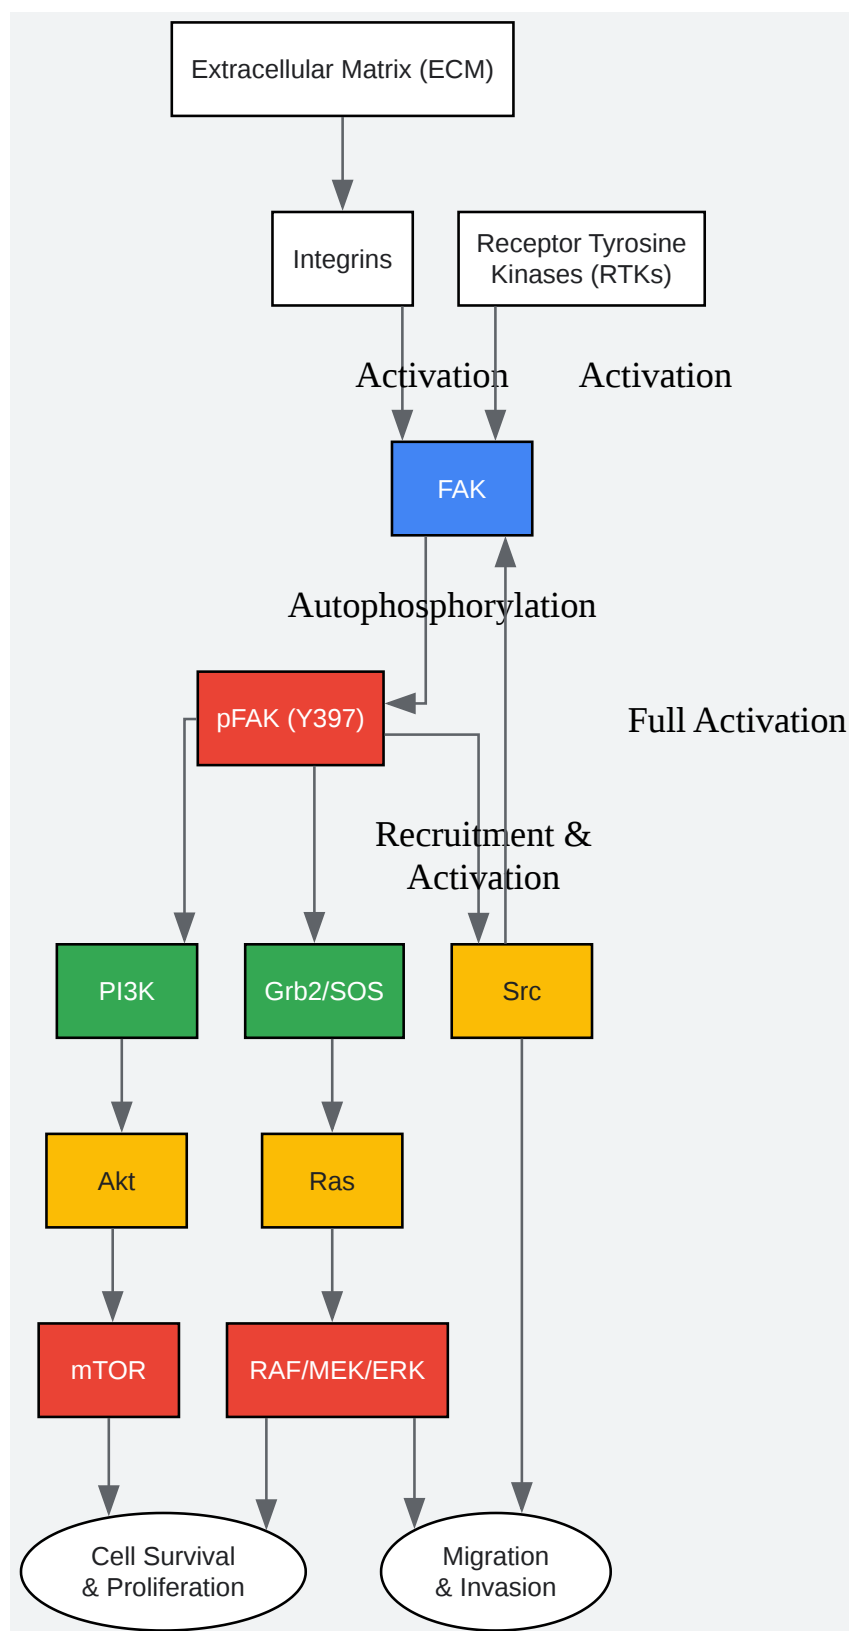 Extracellular Matrix (ECM)
Integrins
Receptor Tyrosine
Kinases (RTKs)
Activation
Activation
FAK
Autophosphorylation
pFAK (Y397)
Full Activation
Recruitment &
Activation
PI3K
Grb2/SOS
Src
Akt
Ras
mTOR
RAF/MEK/ERK
Cell Survival
& Proliferation
Migration
& Invasion